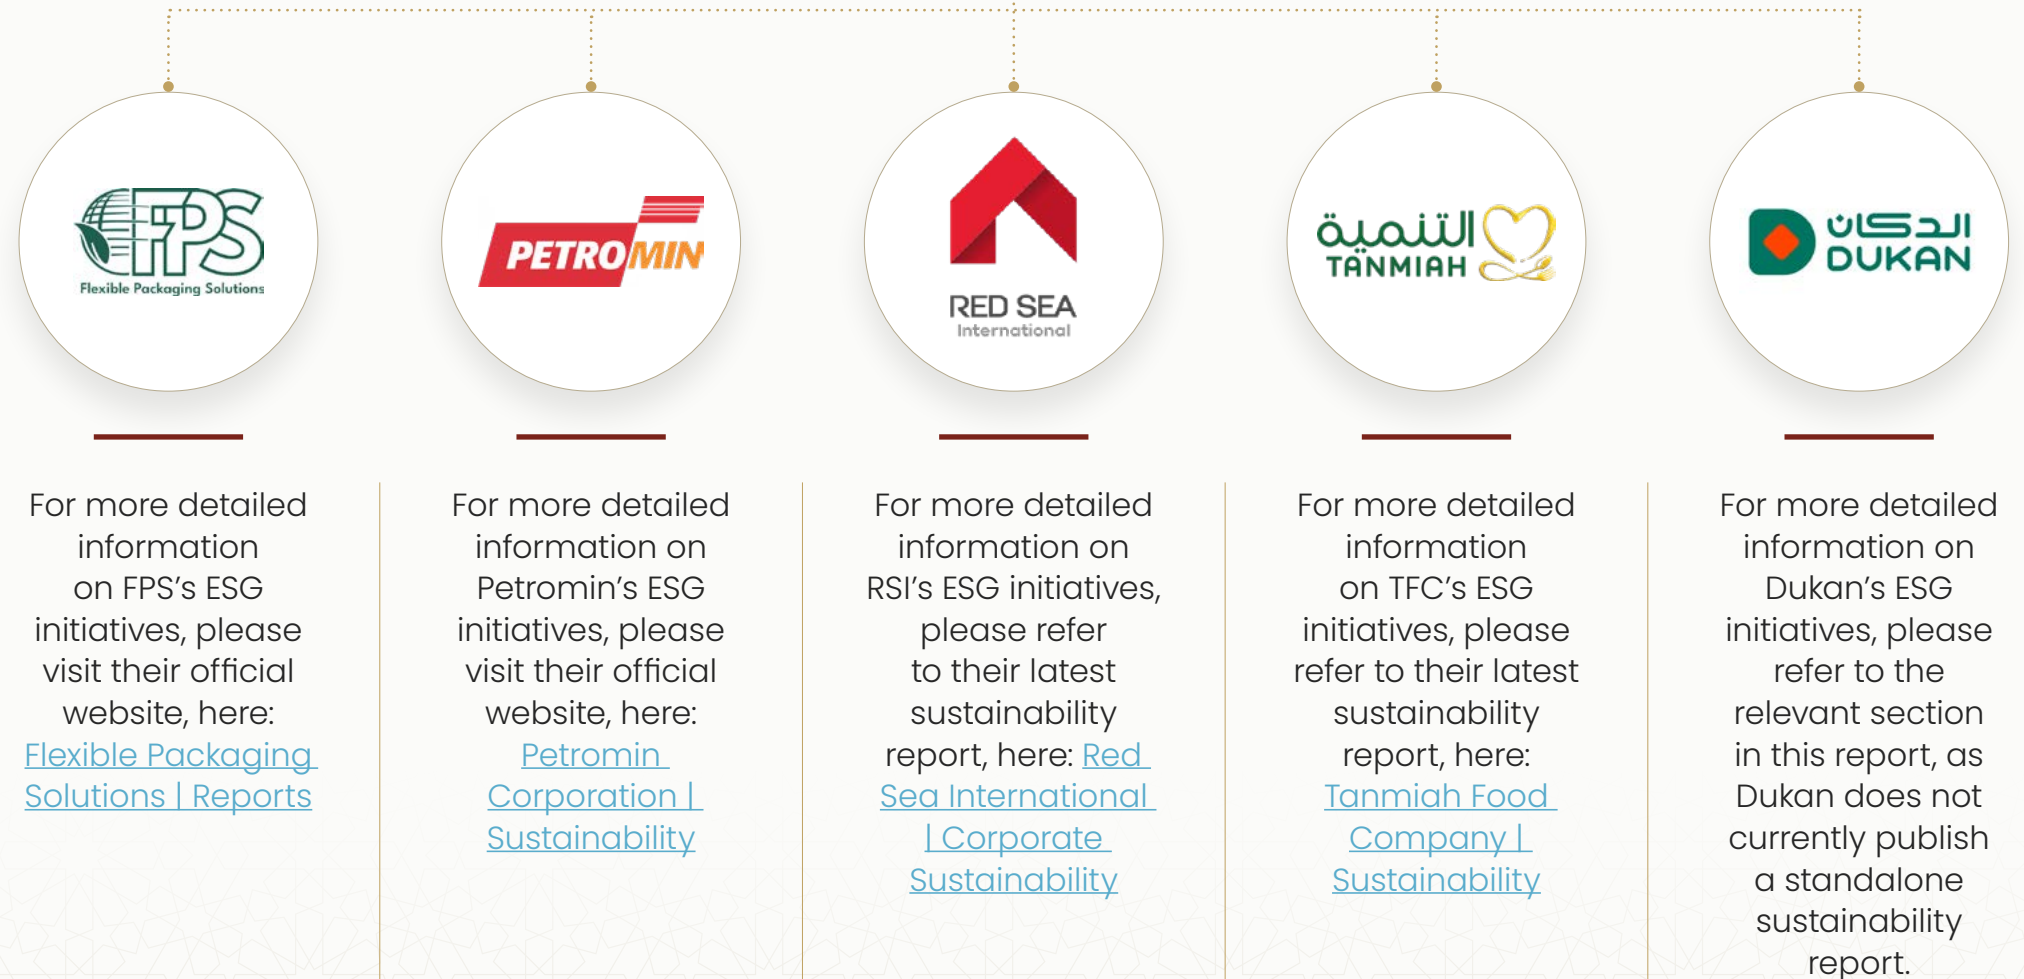 FPS
Flexible Packaging Solutions
For more detailed
information
on FPS’s ESG
initiatives, please
visit their official
website, here:
Flexible Packaging
Solutions | Reports
PETROMIN
For more detailed
information on
Petromin’s ESG
initiatives, please
visit their official
website, here:
Petromin
Corporation |
Sustainability
RED SEA
International
For more detailed
information on
RSI’s ESG initiatives,
please refer
to their latest
sustainability
report, here: Red
Sea International
| Corporate
Sustainability
التنمية
TANMIAH
For more detailed
information
on TFC’s ESG
initiatives, please
refer to their latest
sustainability
report, here:
Tanmiah Food
Company |
Sustainability
الدكان
DUKAN
For more detailed
information on
Dukan’s ESG
initiatives, please
refer to the
relevant section
in this report, as
Dukan does not
currently publish
a standalone
sustainability
report.